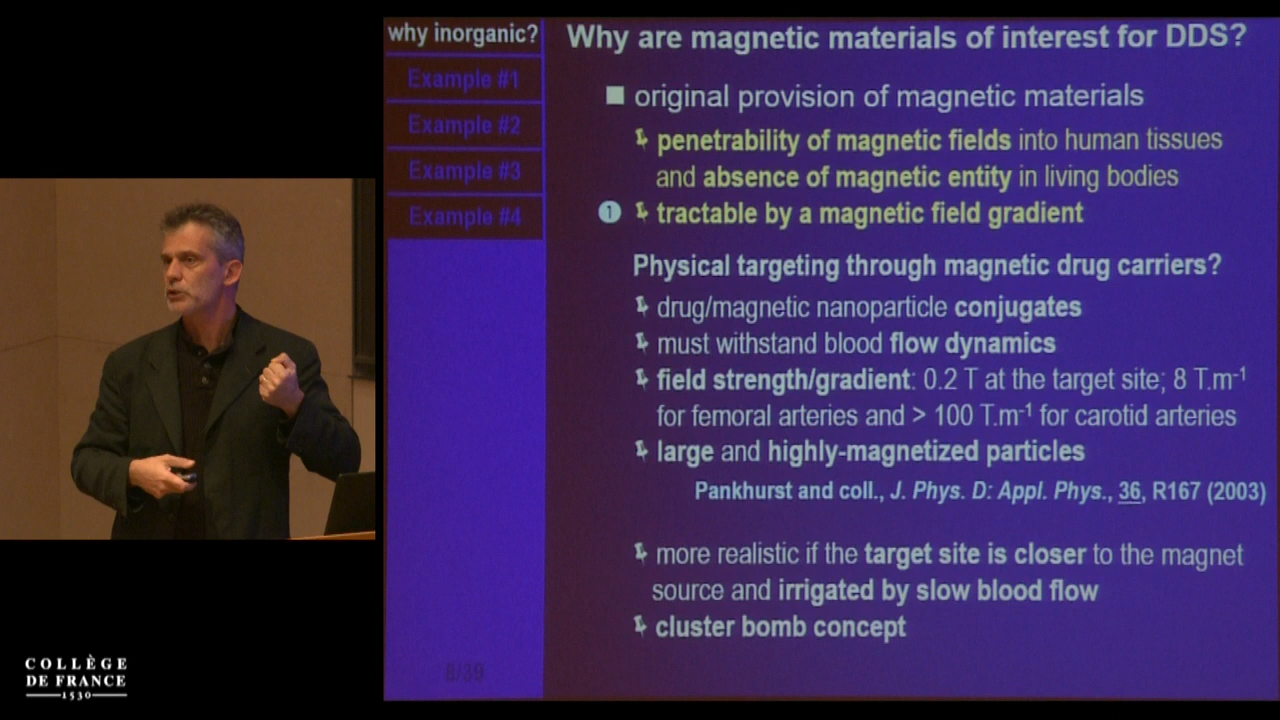 why inorganic?
Example #1
Example #2
Example #3
Example #4
Why are magnetic materials of interest for DDS?
original provision of magnetic materials
penetrability of magnetic fields into human tissues
and absence of magnetic entity in living bodies
1 tractable by a magnetic field gradient
Physical targeting through magnetic drug carriers?
drug/magnetic nanoparticle conjugates
must withstand blood flow dynamics
field strength/gradient: 0.2 T at the target site; 8 T.m⁻¹
for femoral arteries and > 100 T.m⁻¹ for carotid arteries
large and highly-magnetized particles
Pankhurst and coll., J. Phys. D: Appl. Phys., 36, R167 (2003)
more realistic if the target site is closer to the magnet
source and irrigated by slow blood flow
cluster bomb concept
8/39
COLLÈGE
DE FRANCE
1530